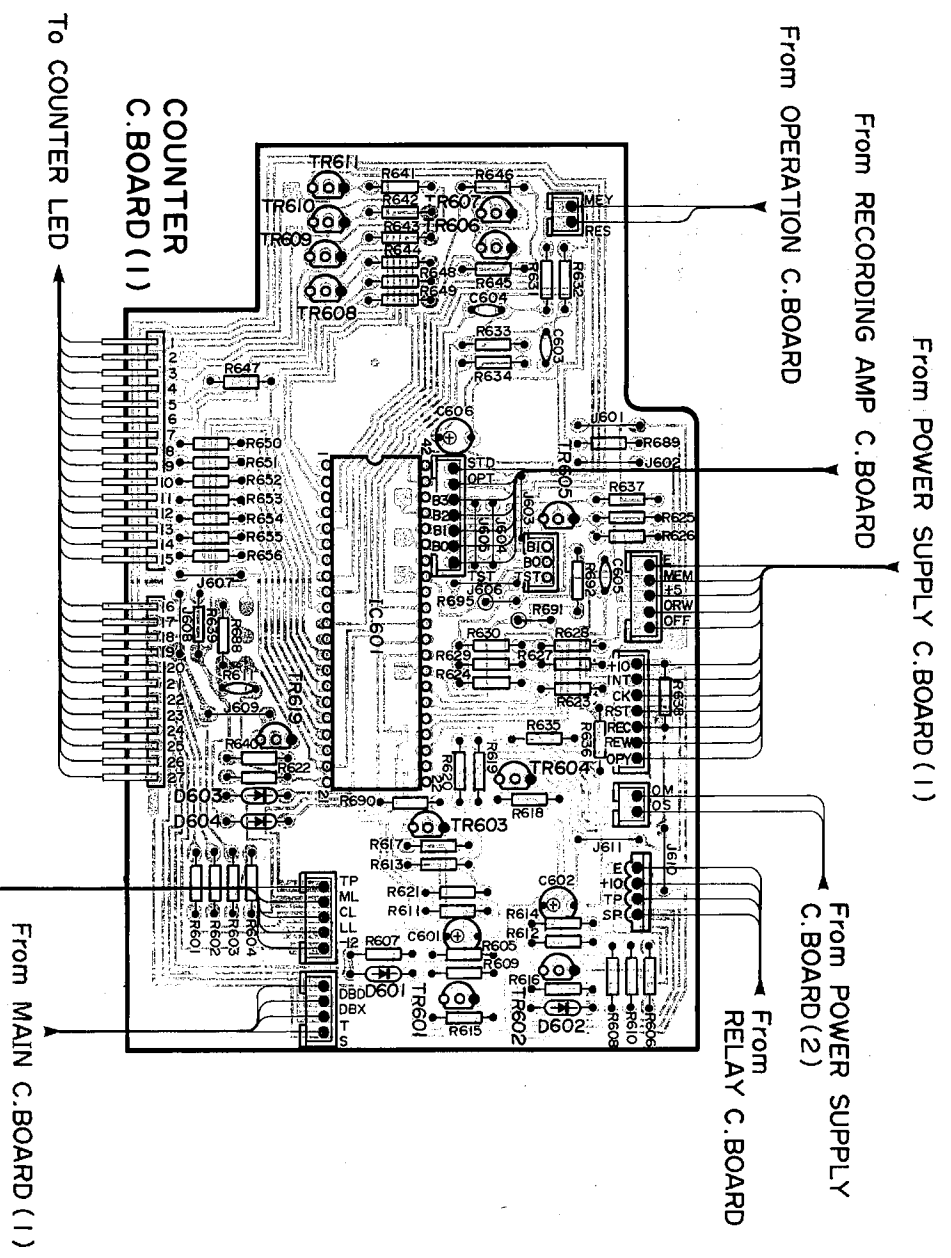 From POWER SUPPLY C.BOARD(1)
From RECORDING AMP C.BOARD
From OPERATION C.BOARD
COUNTER
C.BOARD(1)
To COUNTER LED
From POWER SUPPLY
C.BOARD(2)
From
RELAY C.BOARD
From MAIN C.BOARD(1)
TR611
TR610
TR609
TR608
R641
R642
R643
R644
R648
R649
R646
TR607
TR606
R645
C604
R633
R634
MEY
RES
R632
C603
R647
C606
J601
R689
J602
TR605
R637
R625
R626
R650
R651
R652
R653
R654
R655
R656
J607
1
2
3
4
5
6
7
8
9
10
11
12
13
14
15
16
17
18
19
20
21
22
23
24
25
26
27
1
42
21
IC601
STD
OPT
B3
B2
B1
B0
TST
J605
J604
J603
J606
B1
B0
TST
R692
C605
R695
R691
E
MEM
+5
ORW
OFF
R630
R629
R624
R628
R627
R623
+10
INT
CK
RST
REC
REW
OPY
R638
R635
R636
J608
R639
R688
R611
J609
TR619
R640
R622
D603
D604
R620
R619
TR604
R618
R690
TR603
R617
R613
OM
OS
J611
J610
E
+10
TP
SP
R621
R611
C601
R605
R609
C602
R614
R612
R616
TR602
D602
R608
R610
R606
R601
R602
R603
R604
TP
ML
CL
LL
-12
DBD
DBX
T
S
R607
D601
TR601
R615